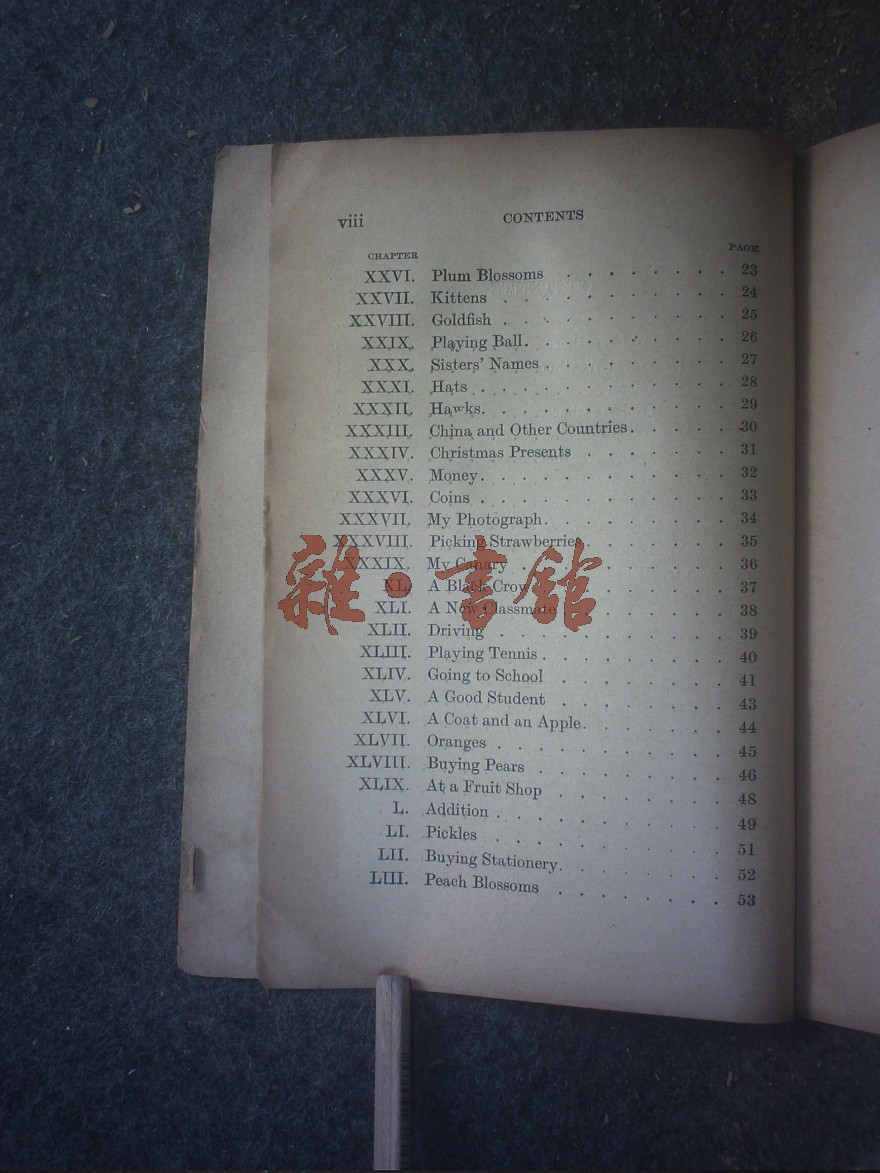 viii CONTENTS
CHAPTER PAGE
XXVI. Plum Blossoms . . . . . . . . 23
XXVII. Kittens . . . . . . . . . . 24
XXVIII. Goldfish . . . . . . . . . . 25
XXIX. Playing Ball. . . . . . . . . . 26
XXX. Sisters' Names . . . . . . . . . 27
XXXI. Hats . . . . . . . . . . . 28
XXXII. Hawks. . . . . . . . . . . 29
XXXIII. China and Other Countries. . . . . 30
XXXIV. Christmas Presents . . . . . . . 31
XXXV. Money. . . . . . . . . . . 32
XXXVI. Coins . . . . . . . . . . . 33
XXXVII. My Photograph. . . . . . . . . 34
XXXVIII. Picking Strawberries . . . . . . . 35
XXXIX. My Canary . . . . . . . . . 36
XL. A Black Crow . . . . . . . . 37
XLI. A New Classmate . . . . . . . . 38
XLII. Driving . . . . . . . . . . 39
XLIII. Playing Tennis . . . . . . . . . 40
XLIV. Going to School . . . . . . . . 41
XLV. A Good Student . . . . . . . . 43
XLVI. A Coat and an Apple. . . . . . . 44
XLVII. Oranges . . . . . . . . . . 45
XLVIII. Buying Pears . . . . . . . . . 46
XLIX. At a Fruit Shop . . . . . . . . 48
L. Addition . . . . . . . . . . 49
LI. Pickles . . . . . . . . . . 51
LII. Buying Stationery. . . . . . . . 52
LIII. Peach Blossoms . . . . . . . . 53
雜·書館